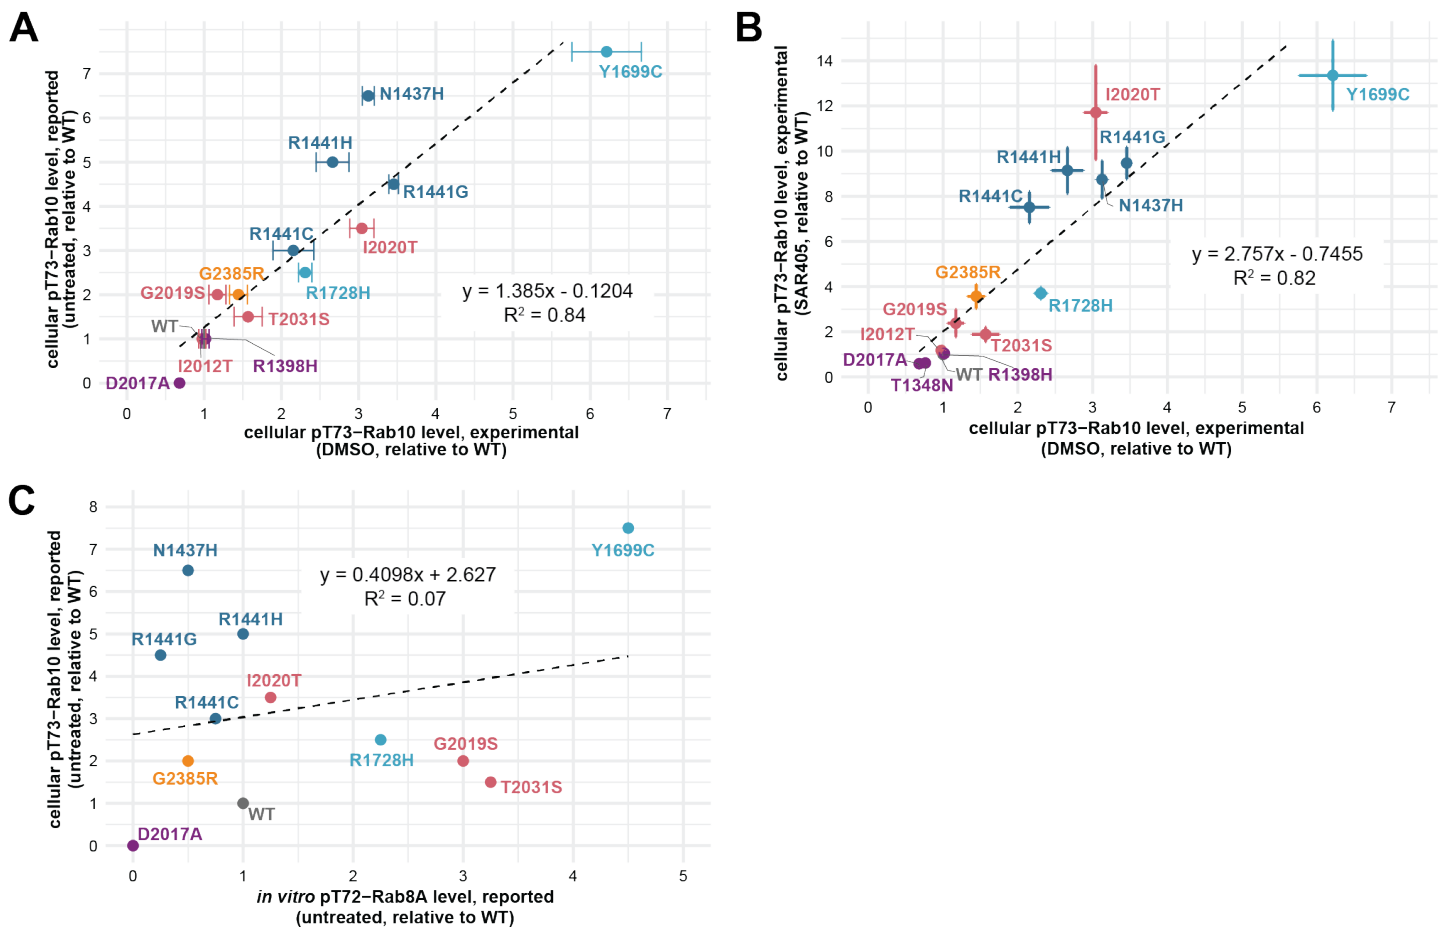 A
cellular pT73−Rab10 level, reported
(untreated, relative to WT)
7
6
5
4
3
2
1
0
Y1699C
N1437H
R1441H
R1441G
R1441C
I2020T
G2385R
G2019S
R1728H
T2031S
WT
I2012T
R1398H
D2017A
y = 1.385x - 0.1204
R2 = 0.84
0 1 2 3 4 5 6 7
cellular pT73−Rab10 level, experimental
(DMSO, relative to WT)
B
cellular pT73−Rab10 level, experimental
(SAR405, relative to WT)
14
12
10
8
6
4
2
0
I2020T
Y1699C
R1441G
R1441H
R1441C
N1437H
G2385R
R1728H
G2019S
I2012T
T2031S
D2017A
WT
R1398H
T1348N
y = 2.757x - 0.7455
R2 = 0.82
0 1 2 3 4 5 6 7
cellular pT73−Rab10 level, experimental
(DMSO, relative to WT)
C
cellular pT73−Rab10 level, reported
(untreated, relative to WT)
8
7
6
5
4
3
2
1
0
N1437H
Y1699C
R1441H
R1441G
I2020T
R1441C
G2019S
R1728H
G2385R
T2031S
WT
D2017A
y = 0.4098x + 2.627
R2 = 0.07
0 1 2 3 4 5
in vitro pT72−Rab8A level, reported
(untreated, relative to WT)